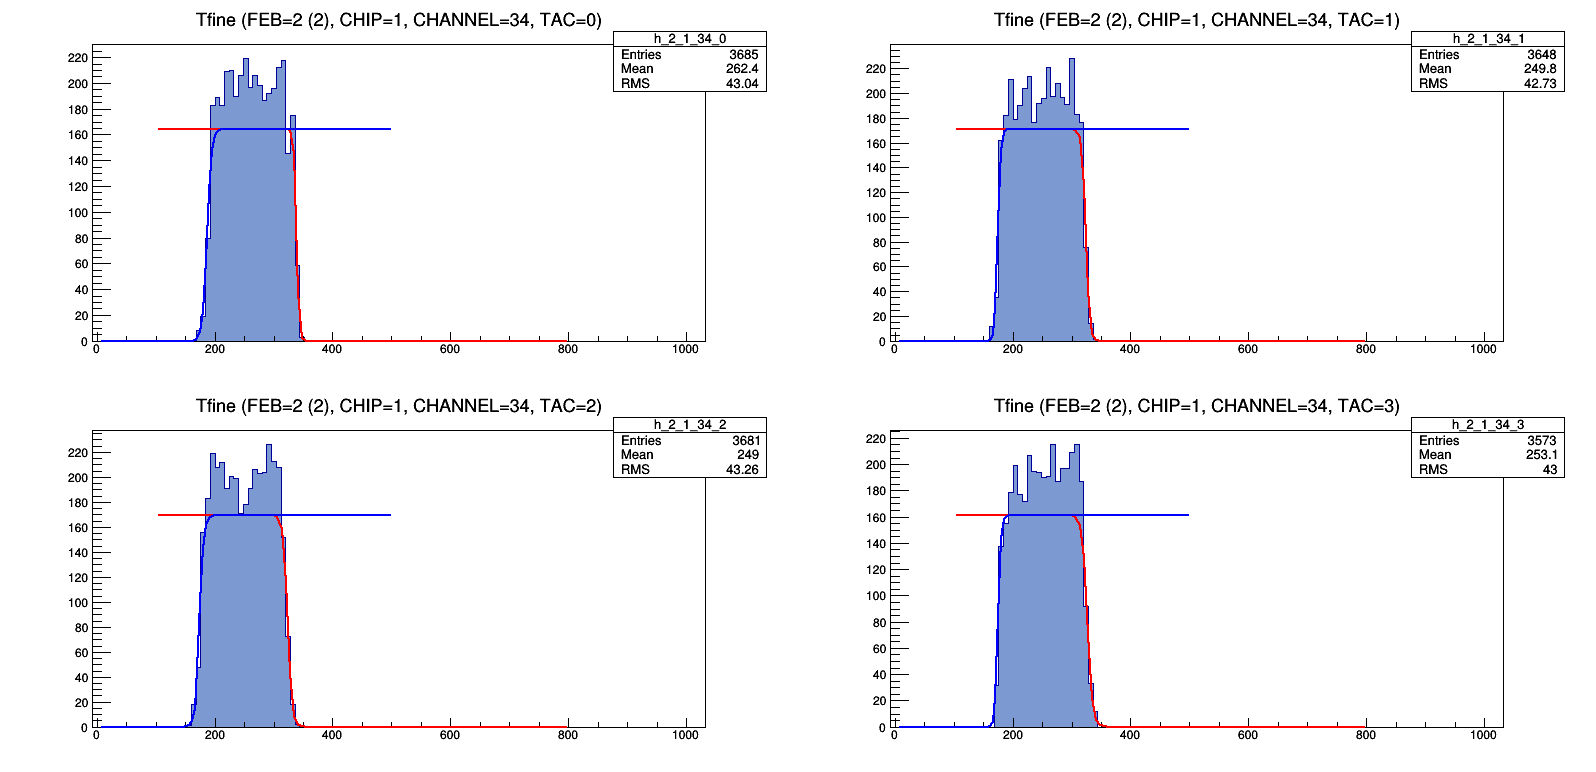 Tfine (FEB=2 (2), CHIP=1, CHANNEL=34, TAC=0)
h_2_1_34_0
Entries 3685
Mean 262.4
RMS 43.04
220
200
180
160
140
120
100
80
60
40
20
0
0 200 400 600 800 1000
Tfine (FEB=2 (2), CHIP=1, CHANNEL=34, TAC=1)
h_2_1_34_1
Entries 3648
Mean 249.8
RMS 42.73
220
200
180
160
140
120
100
80
60
40
20
0
0 200 400 600 800 1000
Tfine (FEB=2 (2), CHIP=1, CHANNEL=34, TAC=2)
h_2_1_34_2
Entries 3681
Mean 249
RMS 43.26
220
200
180
160
140
120
100
80
60
40
20
0
0 200 400 600 800 1000
Tfine (FEB=2 (2), CHIP=1, CHANNEL=34, TAC=3)
h_2_1_34_3
Entries 3573
Mean 253.1
RMS 43
220
200
180
160
140
120
100
80
60
40
20
0
0 200 400 600 800 1000